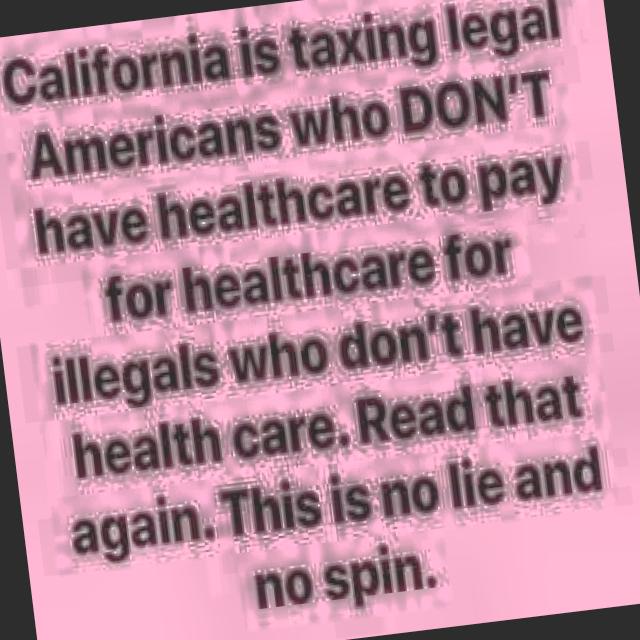 California is taxing legal
Americans who DON'T
have healthcare to pay
for healthcare for
illegals who don't have
health care. Read that
again. This is no lie and
no spin.